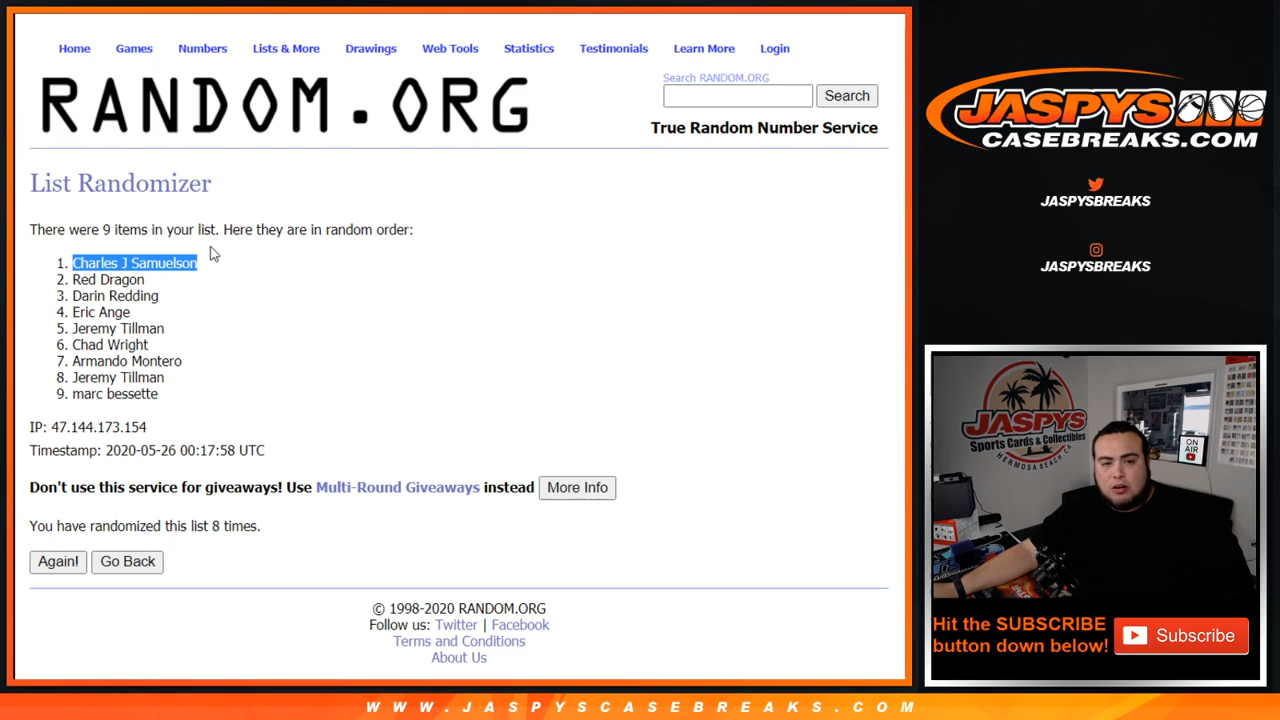 Home Games Numbers Lists & More Drawings Web Tools Statistics Testimonials Learn More Login
RANDOM.ORG
Search RANDOM.ORG
Search
True Random Number Service
List Randomizer
There were 9 items in your list. Here they are in random order:
1. Charles J Samuelson
2. Red Dragon
3. Darin Redding
4. Eric Ange
5. Jeremy Tillman
6. Chad Wright
7. Armando Montero
8. Jeremy Tillman
9. marc bessette
IP: 47.144.173.154
Timestamp: 2020-05-26 00:17:58 UTC
Don't use this service for giveaways! Use Multi-Round Giveaways instead More Info
You have randomized this list 8 times.
Again! Go Back
© 1998-2020 RANDOM.ORG
Follow us: Twitter | Facebook
Terms and Conditions
About Us
JASPYS
CASEBREAKS.COM
JASPYSBREAKS
JASPYSBREAKS
JASPYS
Sports Cards & Collectibles
HERMOSA BEACH CA
ON
AIR
Hit the SUBSCRIBE
button down below!
Subscribe
WWW.JASPYSCASEBREAKS.COM